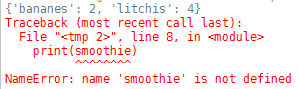 {'bananes': 2, 'litchis': 4}
Traceback (most recent call last):
  File "<tmp 2>", line 8, in <module>
    print(smoothie)
          ^^^^^^^^
NameError: name 'smoothie' is not defined